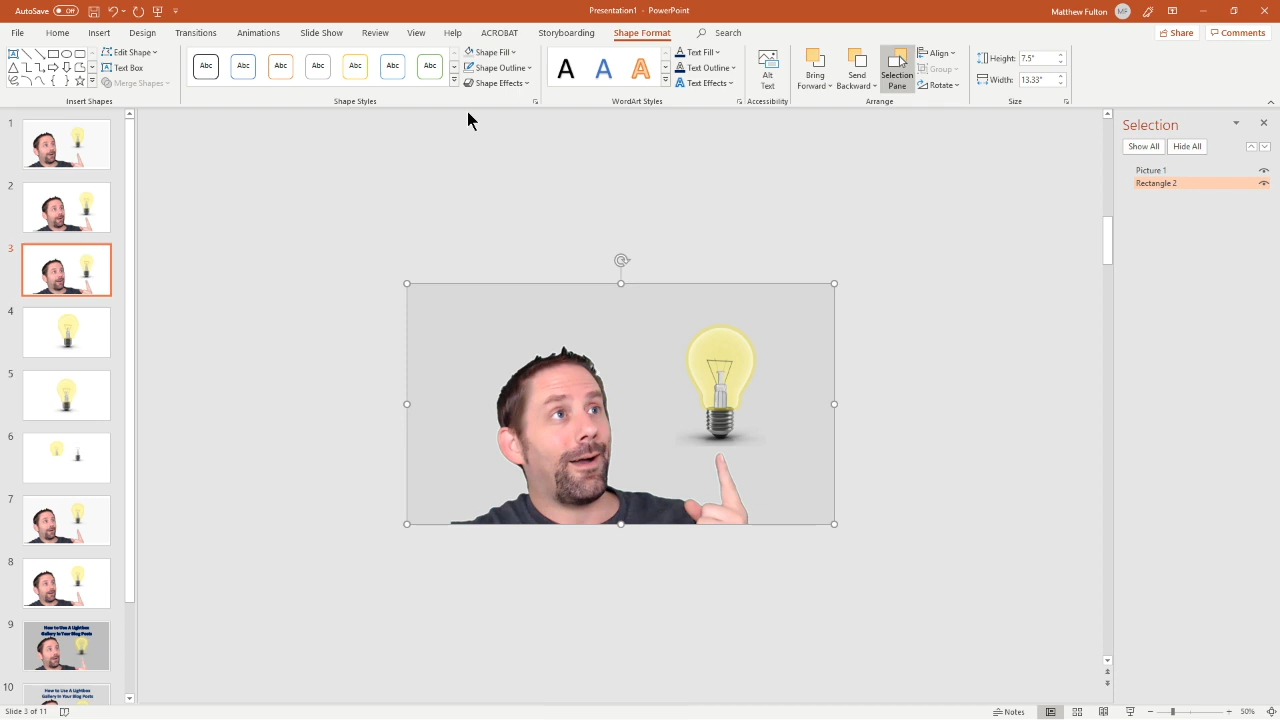 AutoSave Off
Presentation1 - PowerPoint
Matthew Fulton MF
File Home Insert Design Transitions Animations Slide Show Review View Help ACROBAT Storyboarding Shape Format Search
Share Comments
Edit Shape
Text Box
Merge Shapes
Insert Shapes
Abc Abc Abc Abc Abc Abc Abc
Shape Fill
Shape Outline
Shape Effects
Shape Styles
A A A
Text Fill
Text Outline
Text Effects
WordArt Styles
Alt
Text
Accessibility
Bring
Forward
Send
Backward
Selection
Pane
Align
Group
Rotate
Arrange
Height: 7.5"
Width: 13.33"
Size
1
2
3
4
5
6
7
8
9
How to Use A Lightbox
Gallery In Your Blog Posts
10
How to Use A Lightbox
Gallery In Your Blog Posts
Selection
Show All Hide All
Picture 1
Rectangle 2
Slide 3 of 11
Notes
50%